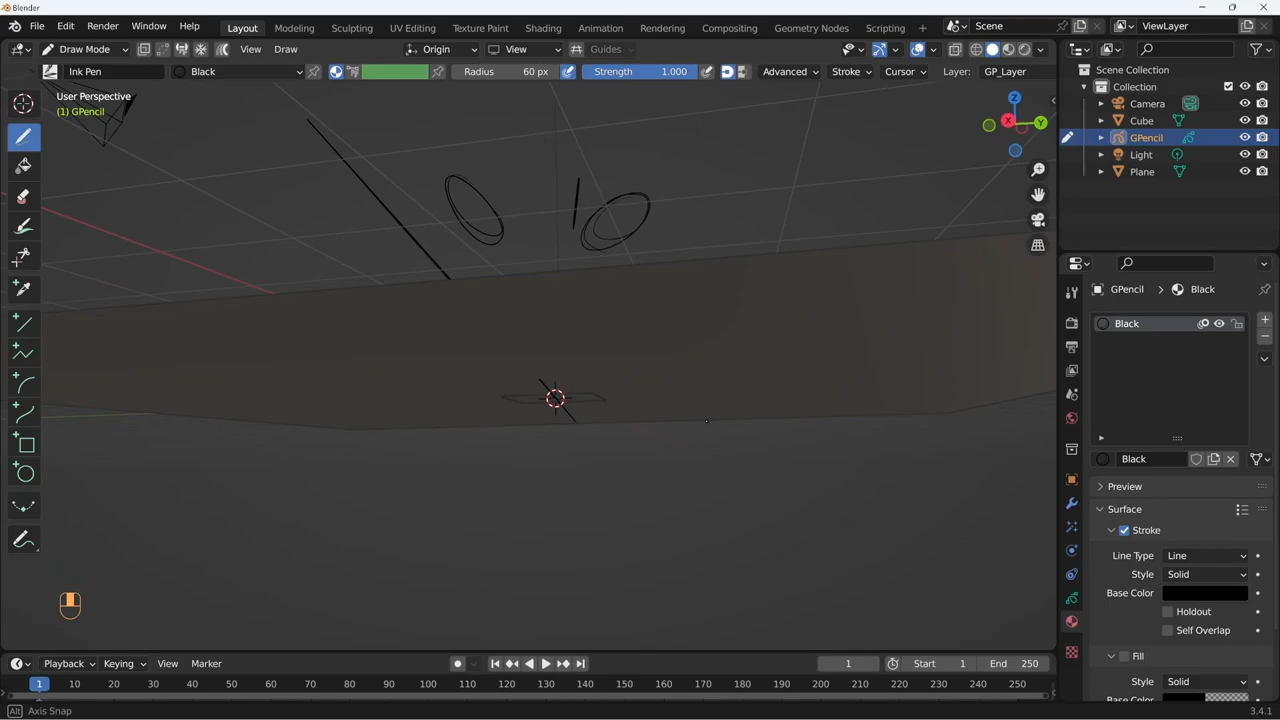 Blender
File Edit Render Window Help Layout Modeling Sculpting UV Editing Texture Paint Shading Animation Rendering Compositing Geometry Nodes Scripting + Scene ViewLayer
Draw Mode View Draw Origin View Guides
Ink Pen Black Radius 60 px Strength 1.000 Advanced Stroke Cursor Layer: GP_Layer
User Perspective
(1) GPencil
Z
X
Y
Scene Collection
Collection
Camera
Cube
GPencil
Light
Plane
GPencil > Black
Black
Black
Preview
Surface
Stroke
Line Type Line
Style Solid
Base Color
Holdout
Self Overlap
Fill
Style Solid
Base Color
Playback Keying View Marker 1 Start 1 End 250
1 10 20 30 40 50 60 70 80 90 100 110 120 130 140 150 160 170 180 190 200 210 220 230 240 250
Alt Axis Snap 3.4.1